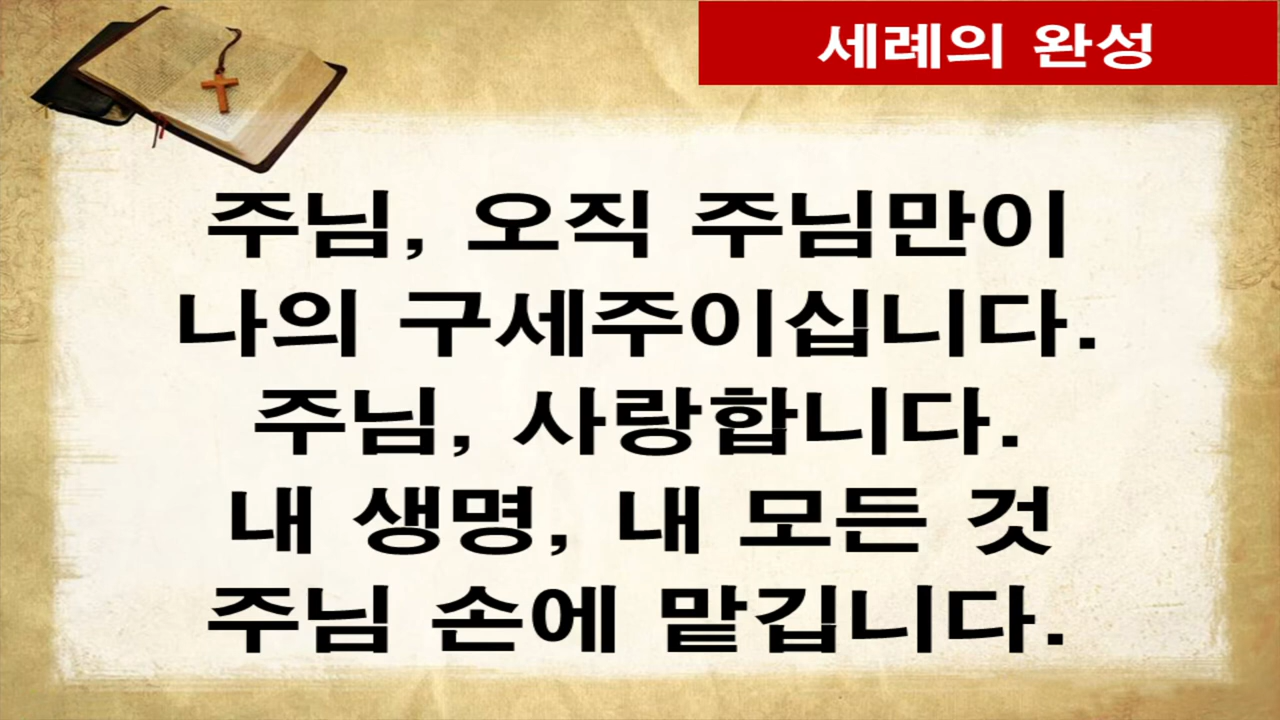 세례의 완성
주님, 오직 주님만이
나의 구세주이십니다.
주님, 사랑합니다.
내 생명, 내 모든 것
주님 손에 맡깁니다.